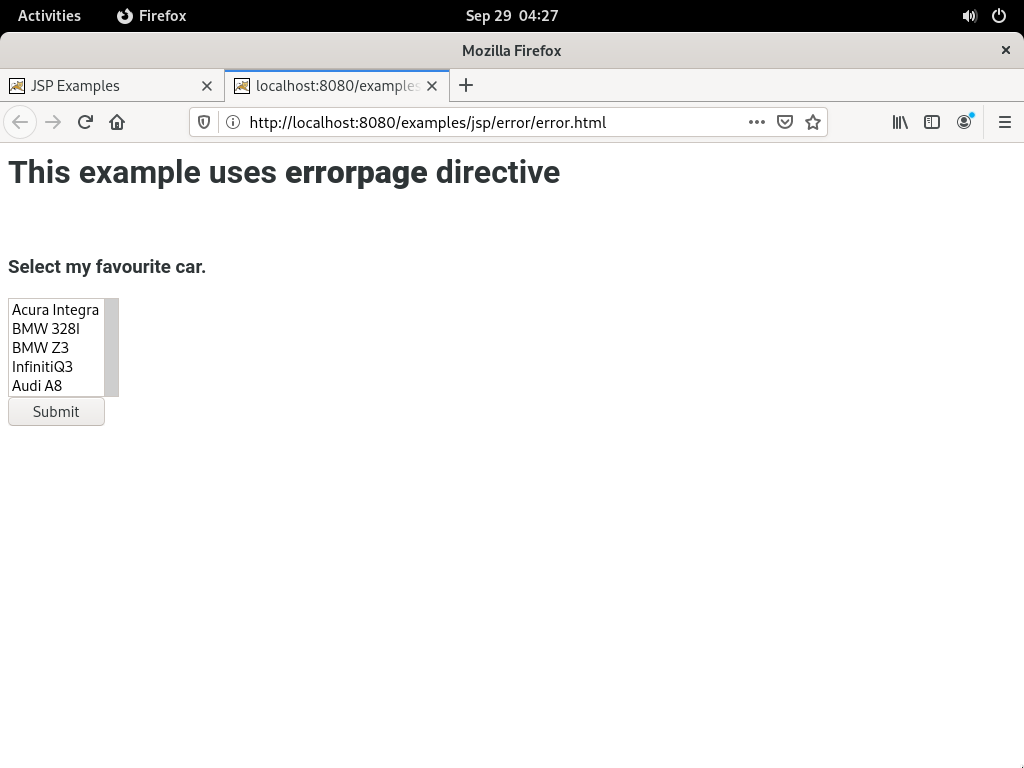 Activities Firefox Sep 29 04:27
Mozilla Firefox
JSP Examples localhost:8080/examples
http://localhost:8080/examples/jsp/error/error.html
This example uses errorpage directive
Select my favourite car.
Acura Integra
BMW 328I
BMW Z3
InfinitiQ3
Audi A8
Submit